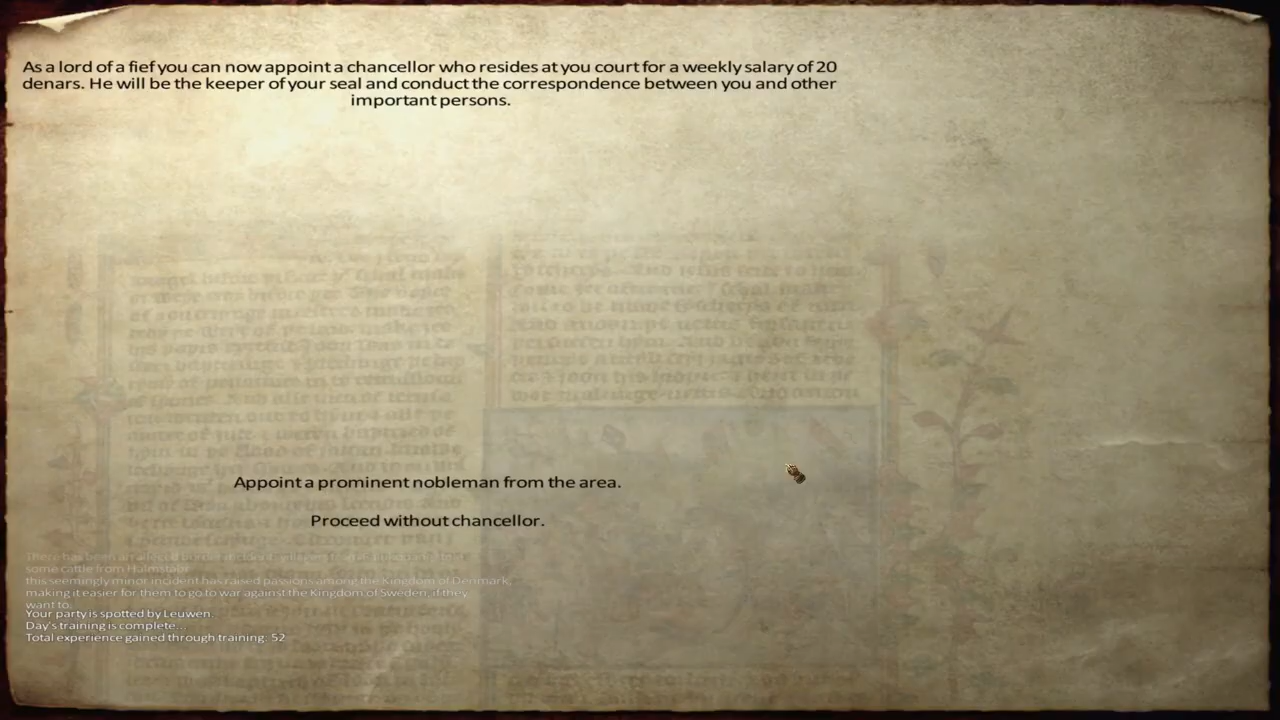 As a lord of a fief you can now appoint a chancellor who resides at you court for a weekly salary of 20
denars. He will be the keeper of your seal and conduct the correspondence between you and other
important persons.
Appoint a prominent nobleman from the area.
Proceed without chancellor.
There has been an
some cattle from Halmstadr
this seemingly minor incident has raised passions among the Kingdom of Denmark,
making it easier for them to go to war against the Kingdom of Sweden, if they
want to.
Your party is spotted by Leuwen.
Day's training is complete...
Total experience gained through training: 52